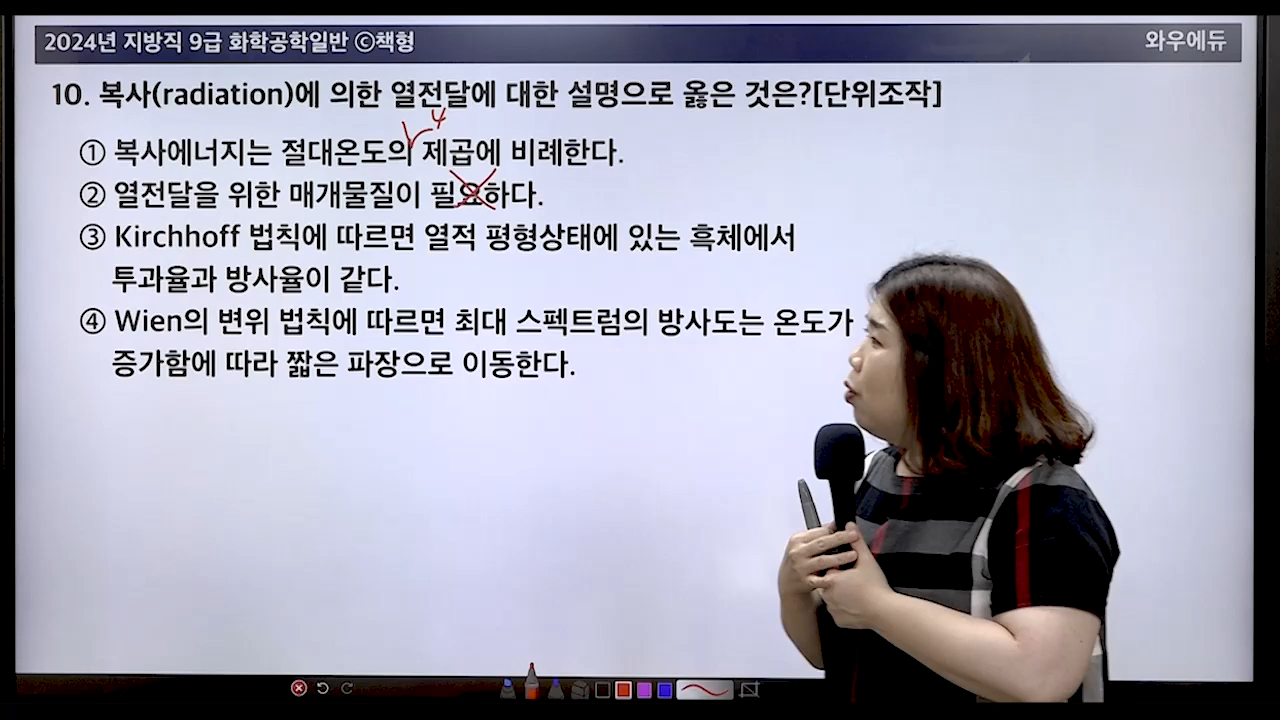 2024년 지방직 9급 화학공학일반 ⓒ책형
와우에듀
10. 복사(radiation)에 의한 열전달에 대한 설명으로 옳은 것은?[단위조작]
4
① 복사에너지는 절대온도의 제곱에 비례한다.
② 열전달을 위한 매개물질이 필요하다.
③ Kirchhoff 법칙에 따르면 열적 평형상태에 있는 흑체에서
투과율과 방사율이 같다.
④ Wien의 변위 법칙에 따르면 최대 스펙트럼의 방사도는 온도가
증가함에 따라 짧은 파장으로 이동한다.